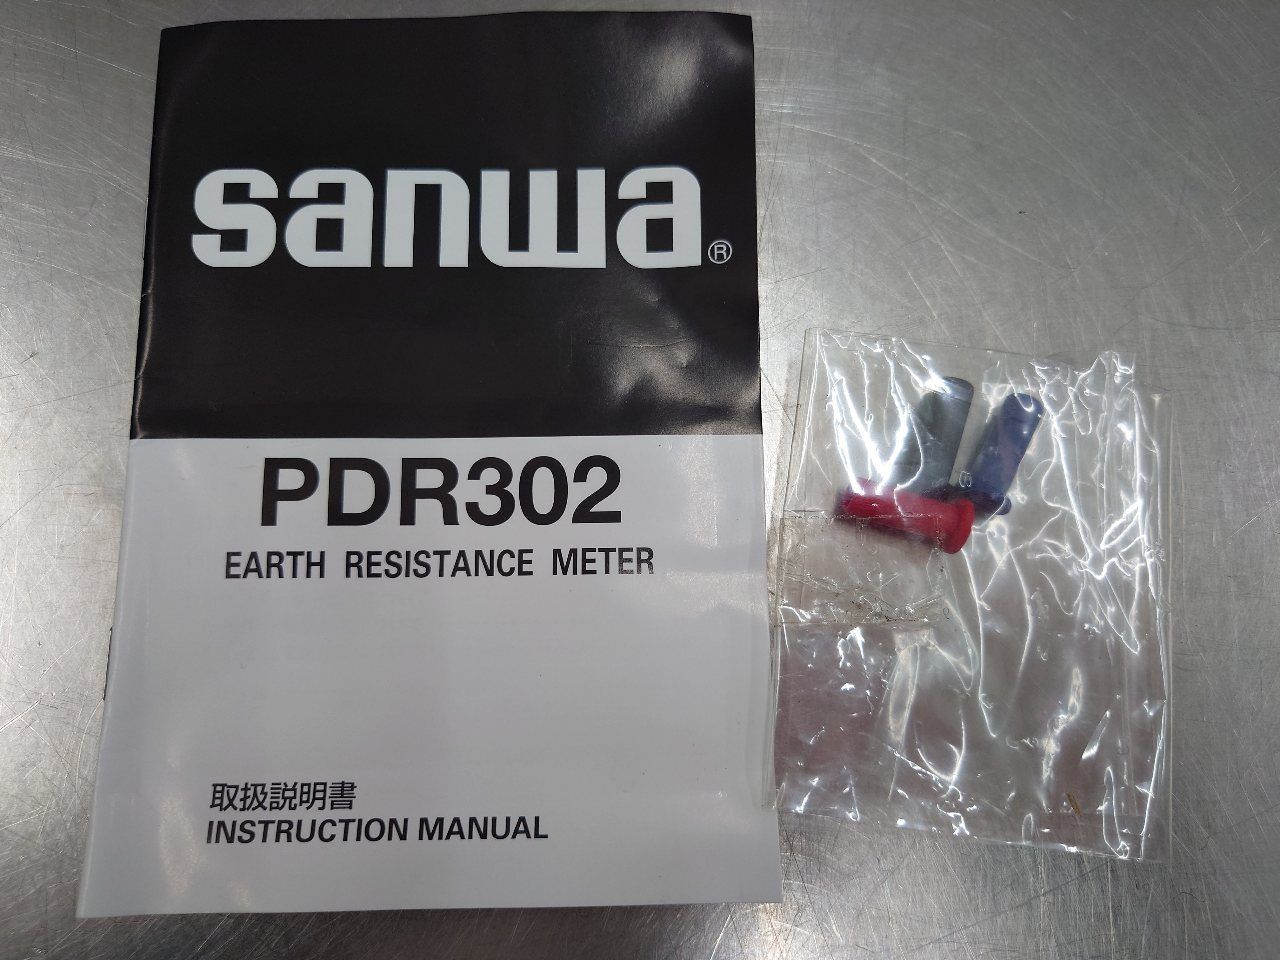 sanwa®
PDR302
EARTH RESISTANCE METER
取扱説明書
INSTRUCTION MANUAL